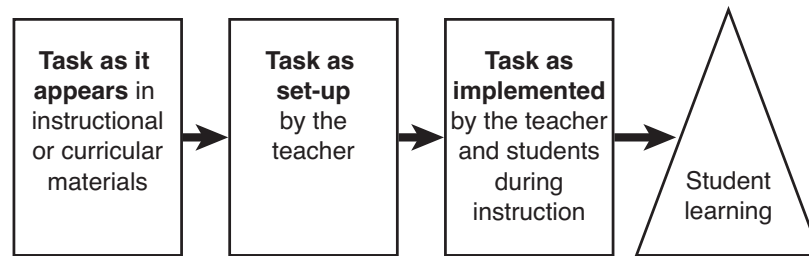 Task as it
appears in
instructional
or curricular
materials
Task as
set-up
by the
teacher
Task as
implemented
by the teacher
and students
during
instruction
Student
learning